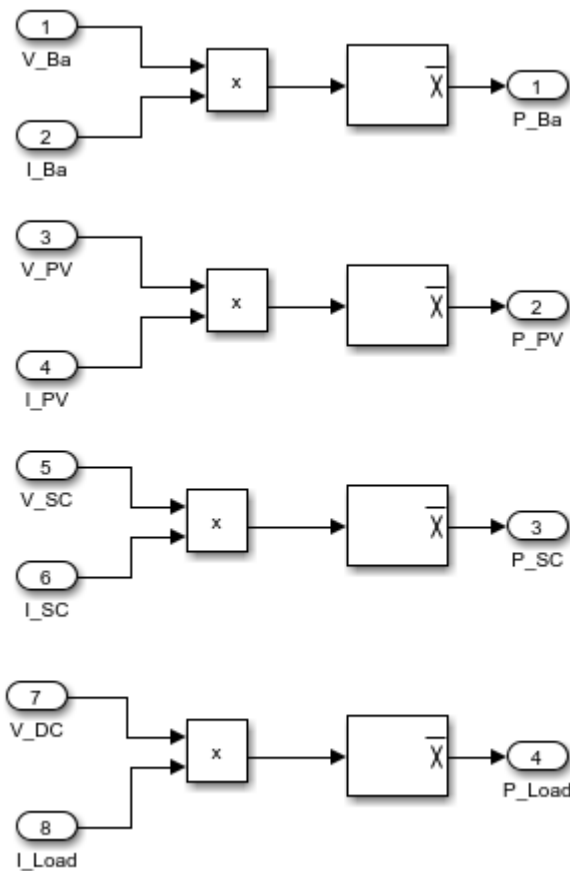 1
V_Ba
2
I_Ba
x
X
1
P_Ba
3
V_PV
4
I_PV
x
X
2
P_PV
5
V_SC
6
I_SC
x
X
3
P_SC
7
V_DC
8
I_Load
x
X
4
P_Load